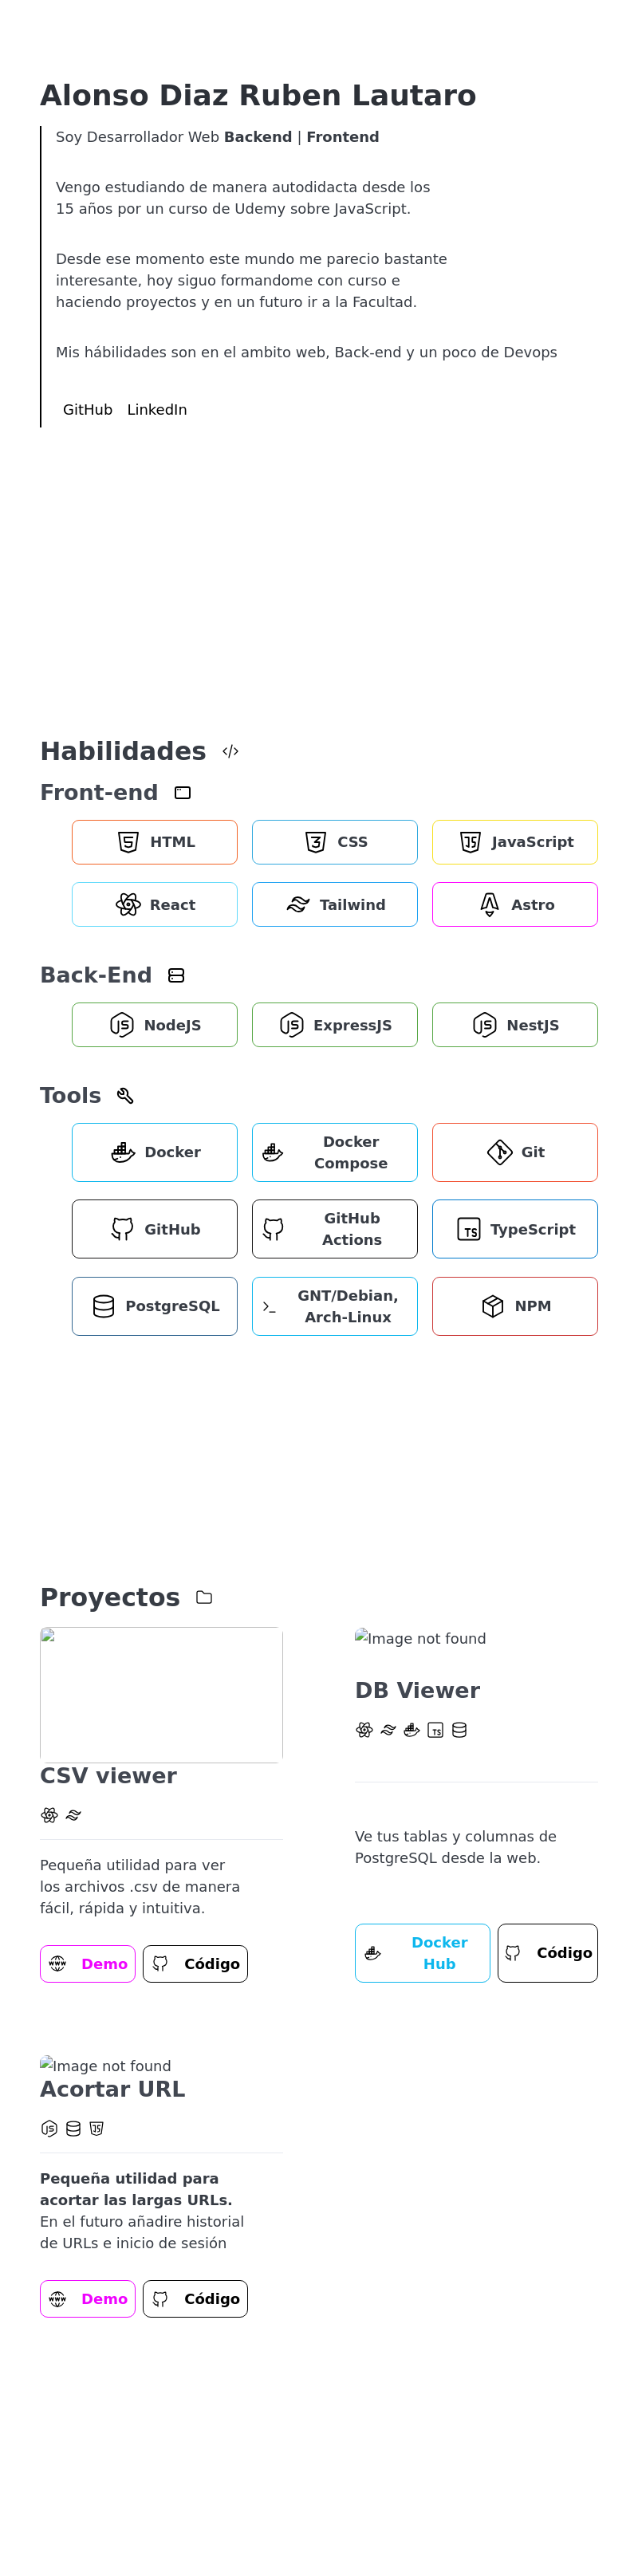 Alonso Diaz Ruben Lautaro
Soy Desarrollador Web Backend | Frontend
Vengo estudiando de manera autodidacta desde los
15 años por un curso de Udemy sobre JavaScript.
Desde ese momento este mundo me parecio bastante
interesante, hoy siguo formandome con curso e
haciendo proyectos y en un futuro ir a la Facultad.
Mis hábilidades son en el ambito web, Back-end y un poco de Devops
GitHub LinkedIn
Habilidades
Front-end
HTML CSS JavaScript
React Tailwind Astro
Back-End
NodeJS ExpressJS NestJS
Tools
Docker
Docker
Compose
Git
GitHub
GitHub
Actions
TypeScript
PostgreSQL
GNT/Debian,
Arch-Linux
NPM
Proyectos
CSV viewer
Pequeña utilidad para ver
los archivos .csv de manera
fácil, rápida y intuitiva.
Demo Código
Image not found
DB Viewer
Ve tus tablas y columnas de
PostgreSQL desde la web.
Docker
Hub
Código
Image not found
Acortar URL
Pequeña utilidad para
acortar las largas URLs.
En el futuro añadire historial
de URLs e inicio de sesión
Demo Código